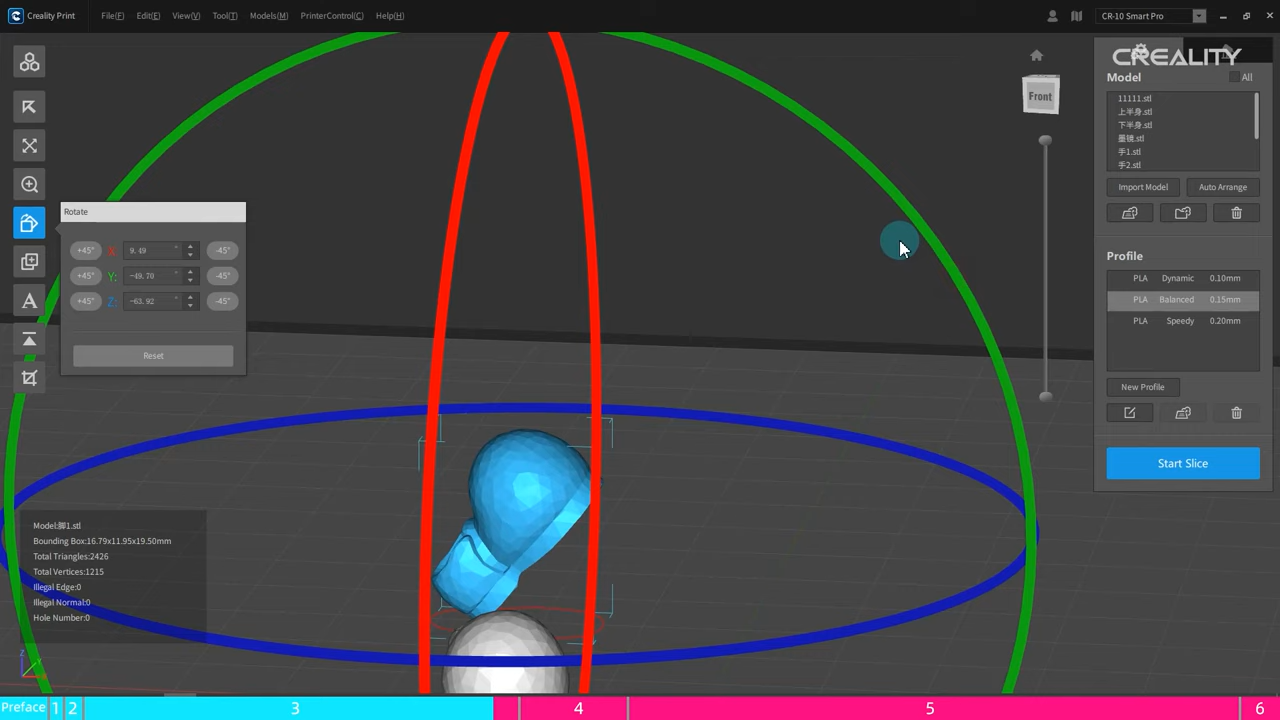 Creality Print
File(F)
Edit(E)
View(V)
Tool(T)
Models(M)
PrinterControl(C)
Help(H)
CR-10 Smart Pro
CREALITY
Front
Model
All
11111.stl
上半身.stl
下半身.stl
墨镜.stl
手1.stl
手2.stl
Import Model
Auto Arrange
Rotate
+45° X: 9.49 ° -45°
+45° Y: -49.70 ° -45°
+45° Z: -63.92 ° -45°
Reset
Profile
PLA Dynamic 0.10mm
PLA Balanced 0.15mm
PLA Speedy 0.20mm
New Profile
Start Slice
Model:脚1.stl
Bounding Box:16.79x11.95x19.50mm
Total Triangles:2426
Total Vertices:1215
Illegal Edge:0
Illegal Normal:0
Hole Number:0
Z
Preface 1 2 3 4 5 6